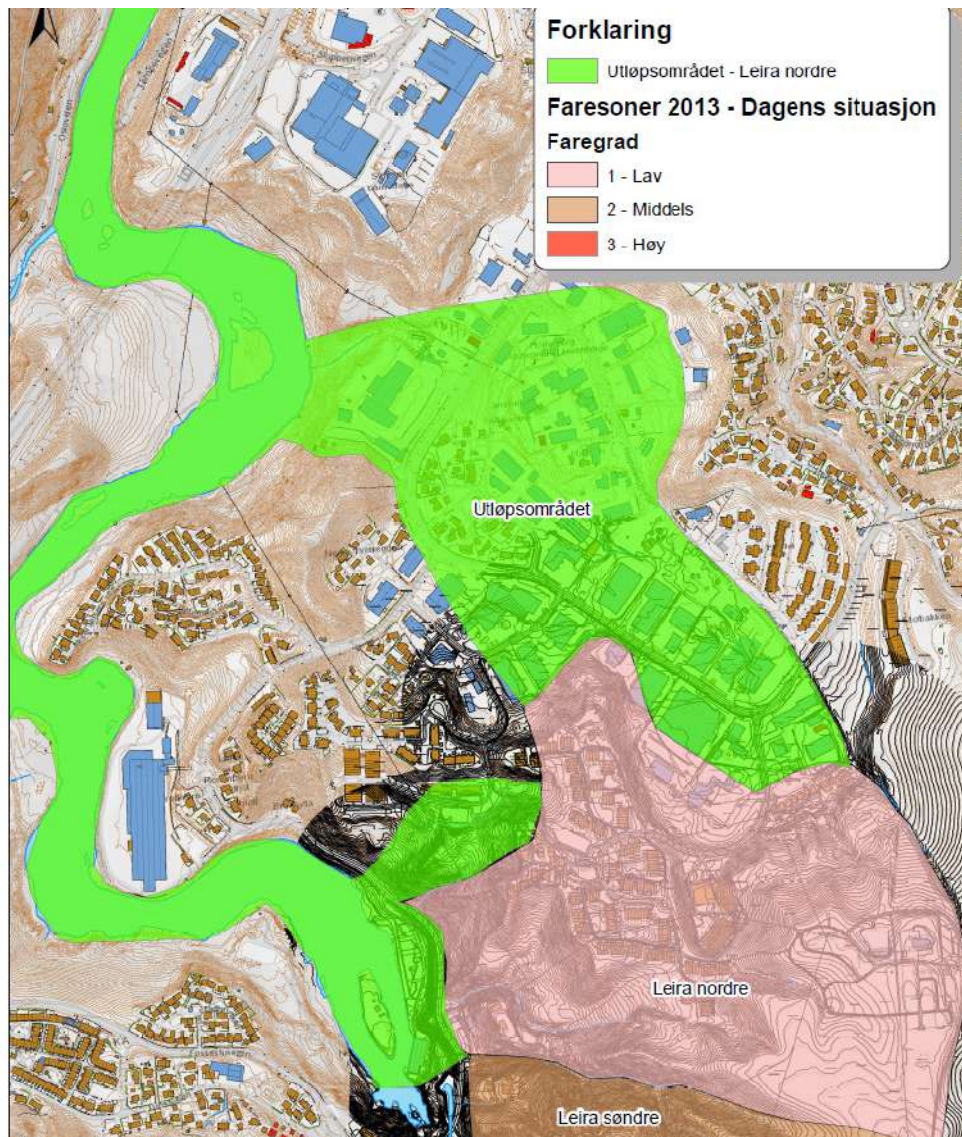 Forklaring
Utløpsområdet - Leira nordre
Faresoner 2013 - Dagens situasjon
Faregrad
1 - Lav
2 - Middels
3 - Høy
Utløpsområdet
Leira nordre
Leira søndre